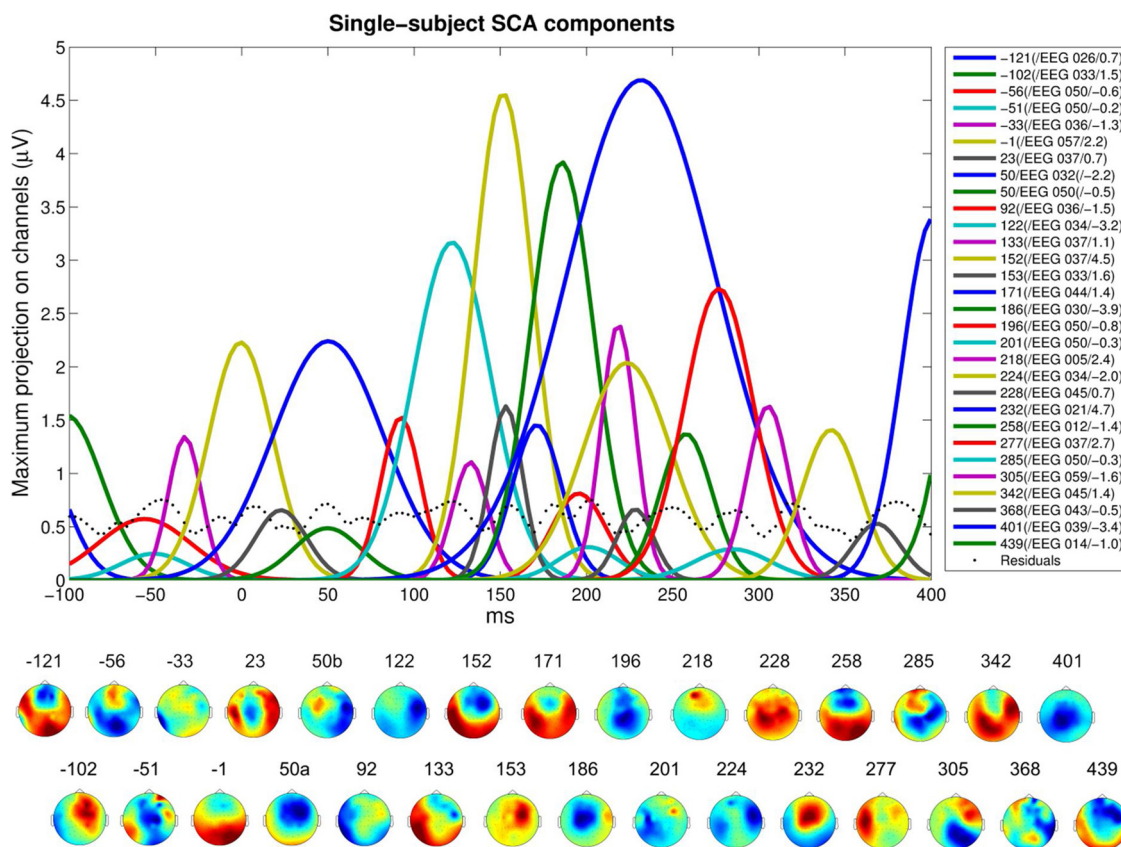 Single−subject SCA components
Maximum projection on channels (μV)
5
4.5
4
3.5
3
2.5
2
1.5
1
0.5
0
−100
−50
0
50
100
150
200
250
300
350
400
ms
−121(/EEG 026/0.7)
−102(/EEG 033/1.5)
−56(/EEG 050/−0.6)
−51(/EEG 050/−0.2)
−33(/EEG 036/−1.3)
−1(/EEG 057/2.2)
23(/EEG 037/0.7)
50/EEG 032(/−2.2)
50/EEG 050(/−0.5)
92(/EEG 036/−1.5)
122(/EEG 034/−3.2)
133(/EEG 037/1.1)
152(/EEG 037/4.5)
153(/EEG 033/1.6)
171(/EEG 044/1.4)
186(/EEG 030/−3.9)
196(/EEG 050/−0.8)
201(/EEG 050/−0.3)
218(/EEG 005/2.4)
224(/EEG 034/−2.0)
228(/EEG 045/0.7)
232(/EEG 021/4.7)
258(/EEG 012/−1.4)
277(/EEG 037/2.7)
285(/EEG 050/−0.3)
305(/EEG 059/−1.6)
342(/EEG 045/1.4)
368(/EEG 043/−0.5)
401(/EEG 039/−3.4)
439(/EEG 014/−1.0)
Residuals
-121 -56 -33 23 50b 122 152 171 196 218 228 258 285 342 401
-102 -51 -1 50a 92 133 153 186 201 224 232 277 305 368 439